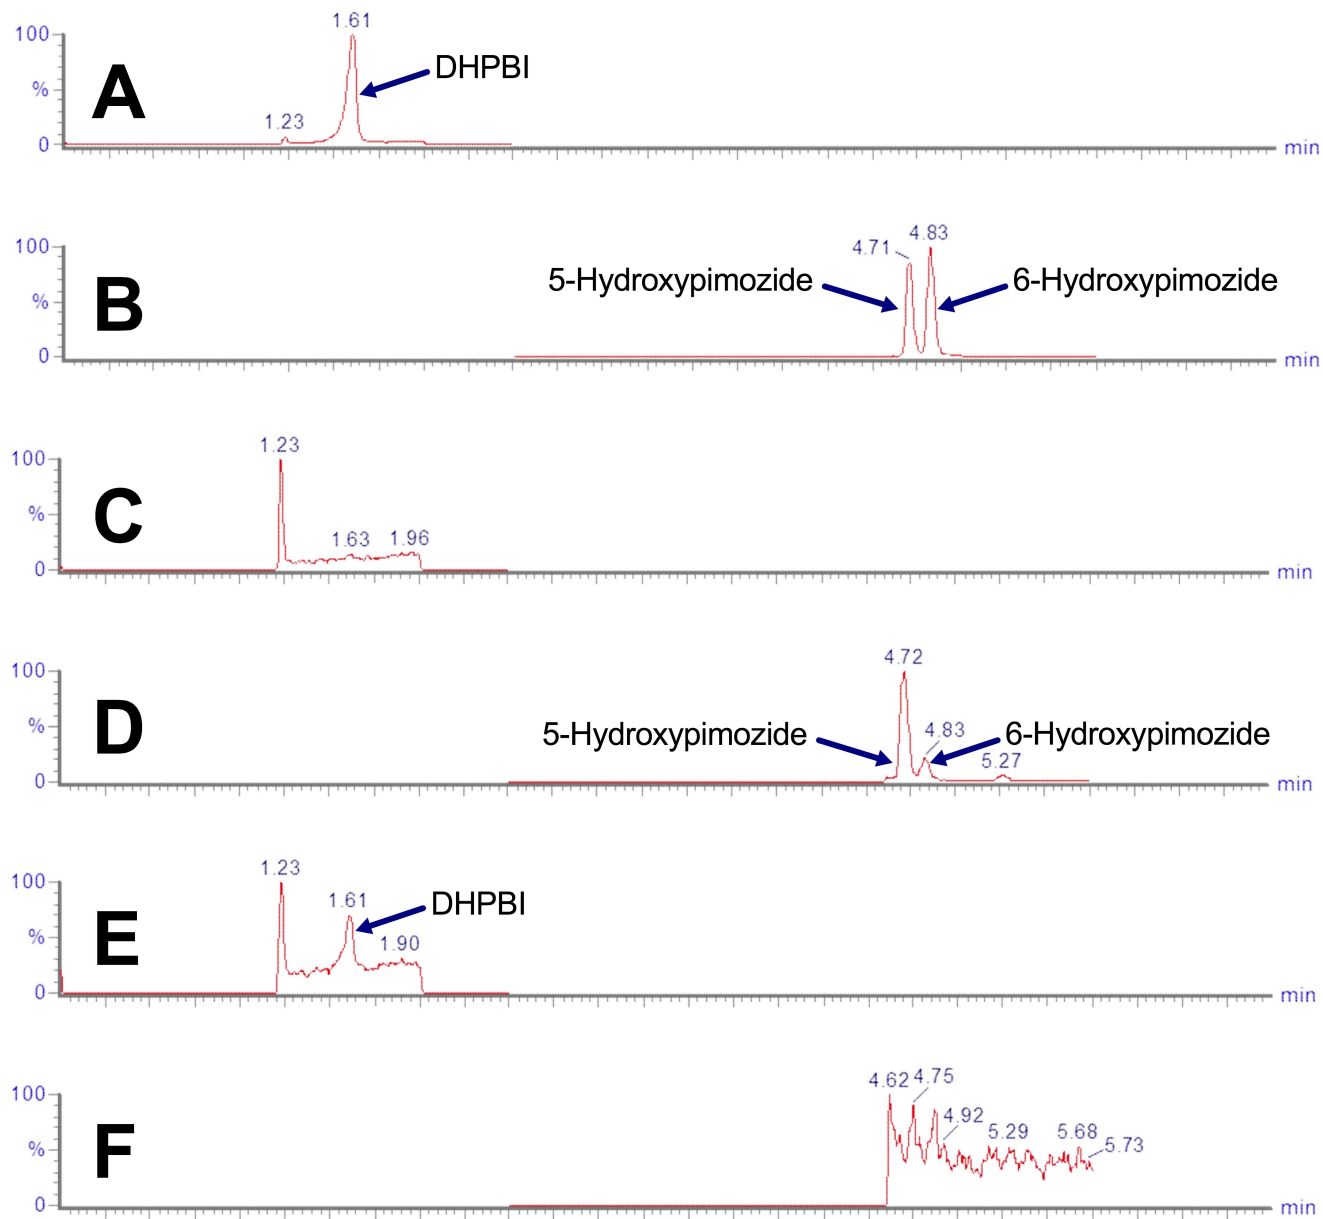 1.61
100
DHPBI
A
%
1.23
0
min
4.83
100
4.71
5-Hydroxypimozide
6-Hydroxypimozide
B
%
0
min
1.23
100
C
%
1.63
1.96
0
min
4.72
100
D
%
5-Hydroxypimozide
4.83
6-Hydroxypimozide
5.27
0
min
1.23
100
1.61
DHPBI
E
%
1.90
0
min
4.62
4.75
100
4.92
5.29
5.68
5.73
F
%
0
min